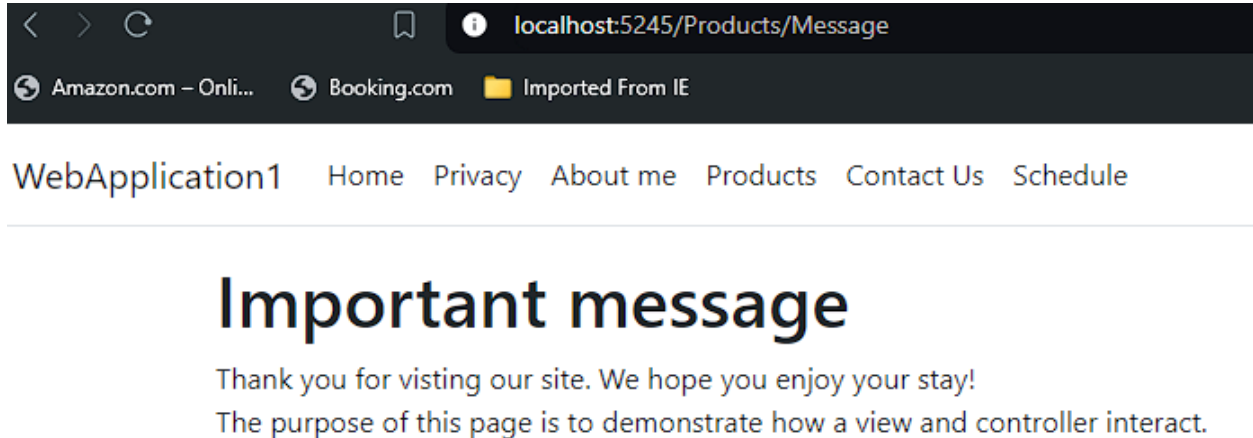 localhost:5245/Products/Message
Amazon.com – Onli... Booking.com Imported From IE
WebApplication1 Home Privacy About me Products Contact Us Schedule
Important message
Thank you for visting our site. We hope you enjoy your stay!
The purpose of this page is to demonstrate how a view and controller interact.